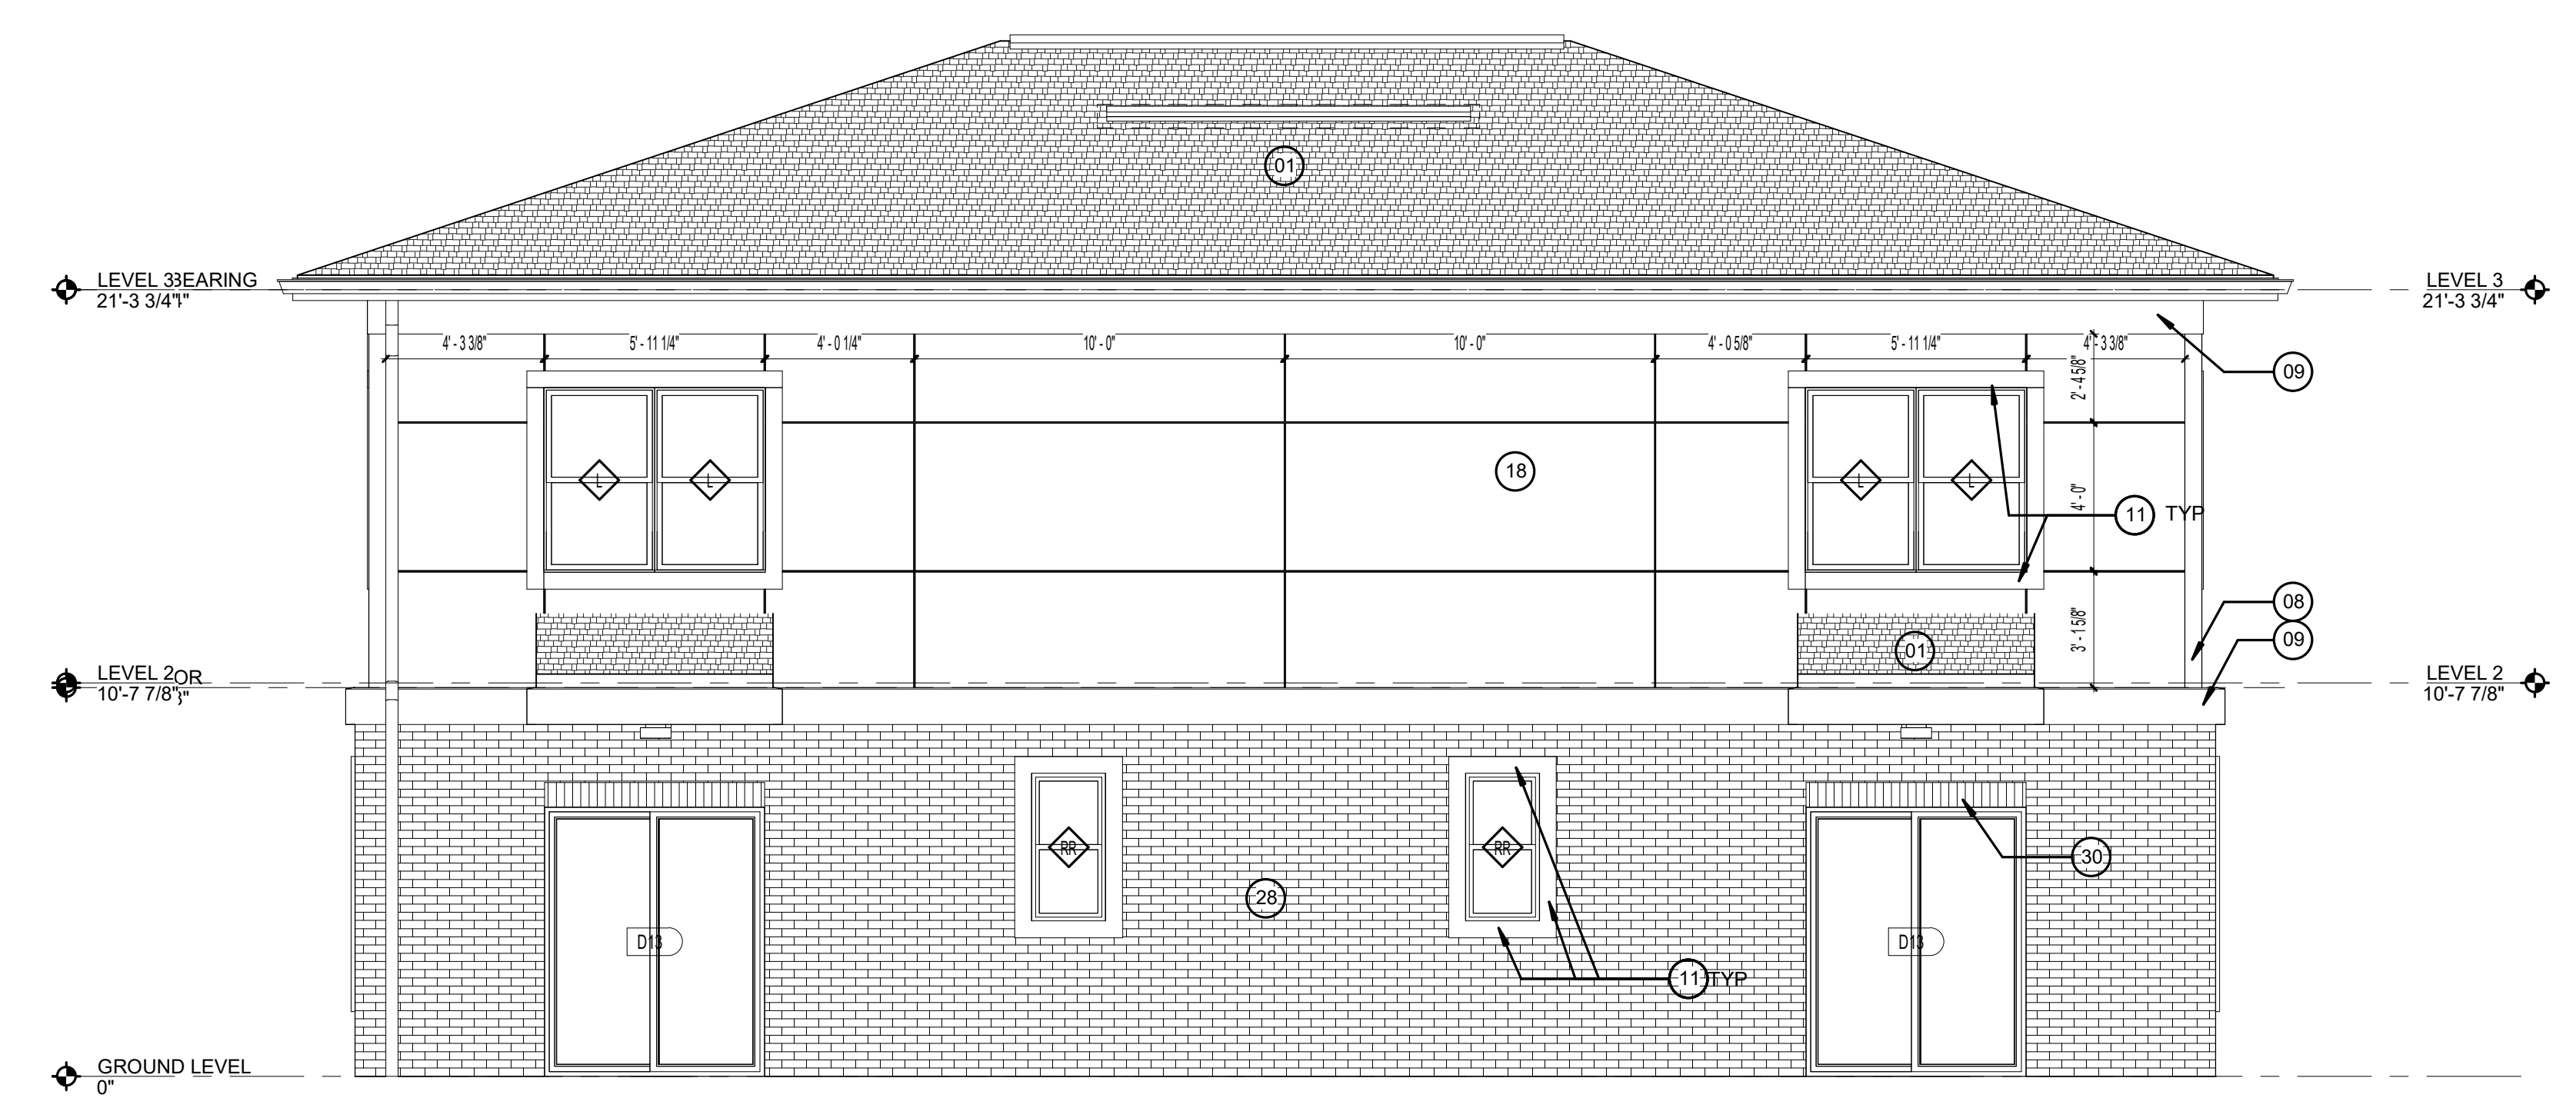 01
LEVEL 3 BEARING
21'-3 3/4"
LEVEL 3
21'-3 3/4"
4' - 3 3/8"
5' - 11 1/4"
4' - 0 1/4"
10' - 0"
10' - 0"
4' - 0 5/8"
5' - 11 1/4"
4' - 3 3/8"
09
2' - 4 5/8"
L
L
18
L
L
4' - 0"
11 TYP
08
3' - 1 5/8"
01
09
LEVEL 2
10'-7 7/8"
LEVEL 2
10'-7 7/8"
RR
RR
30
28
D13
D13
11 TYP
GROUND LEVEL
0"